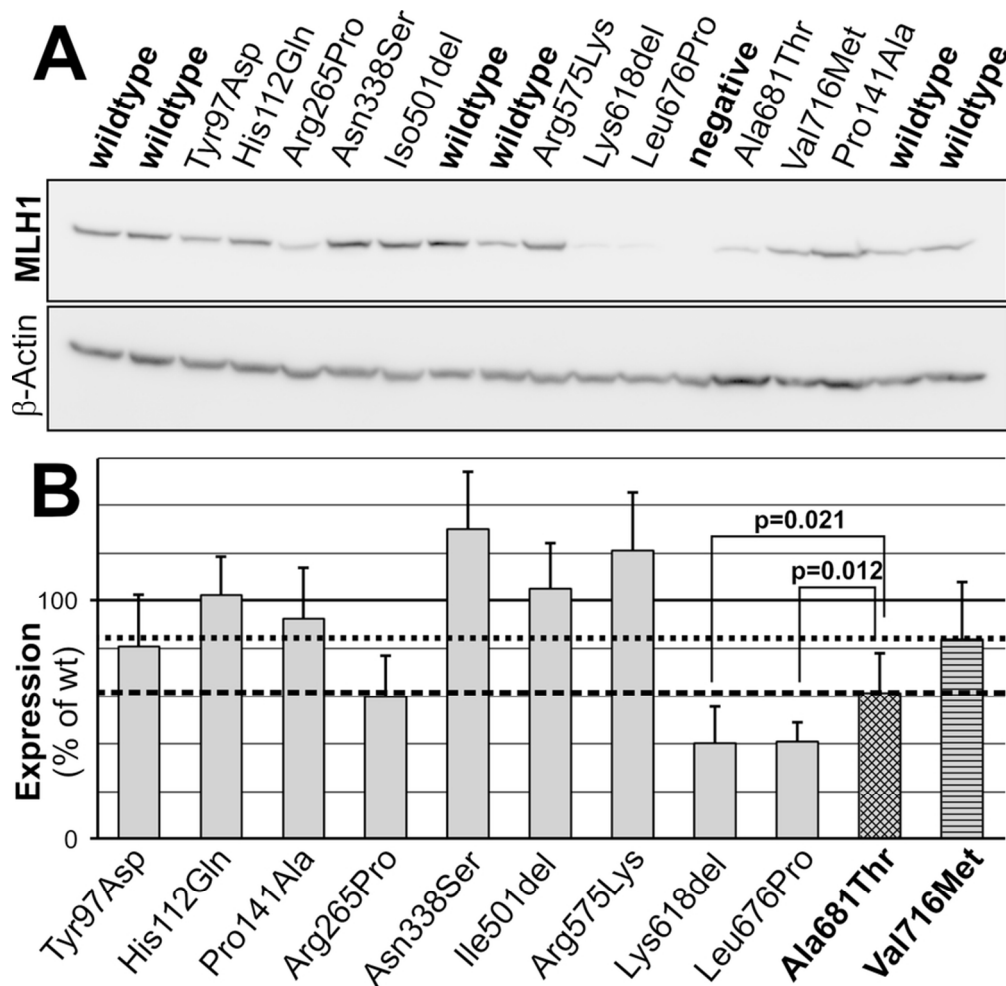 A
wildtype
wildtype
Tyr97Asp
His112Gln
Arg265Pro
Asn338Ser
Iso501del
wildtype
wildtype
Arg575Lys
Lys618del
Leu676Pro
negative
Ala681Thr
Val716Met
Pro141Ala
wildtype
wildtype
MLH1
β-Actin
B
p=0.021
p=0.012
100
0
Expression
(% of wt)
Tyr97Asp
His112Gln
Pro1141Ala
Arg265Pro
Asn338Ser
Ile501del
Arg575Lys
Lys618del
Leu676Pro
Ala681Thr
Val716Met